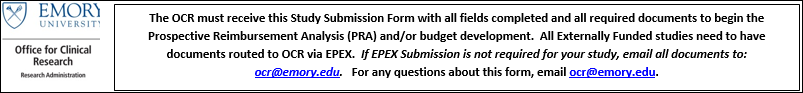 EMORY
UNIVERSITY
Office for Clinical
Research
Research Administration
The OCR must receive this Study Submission Form with all fields completed and all required documents to begin the
Prospective Reimbursement Analysis (PRA) and/or budget development.  All Externally Funded studies need to have
documents routed to OCR via EPEX.  If EPEX Submission is not required for your study, email all documents to:
ocr@emory.edu.   For any questions about this form, email ocr@emory.edu.